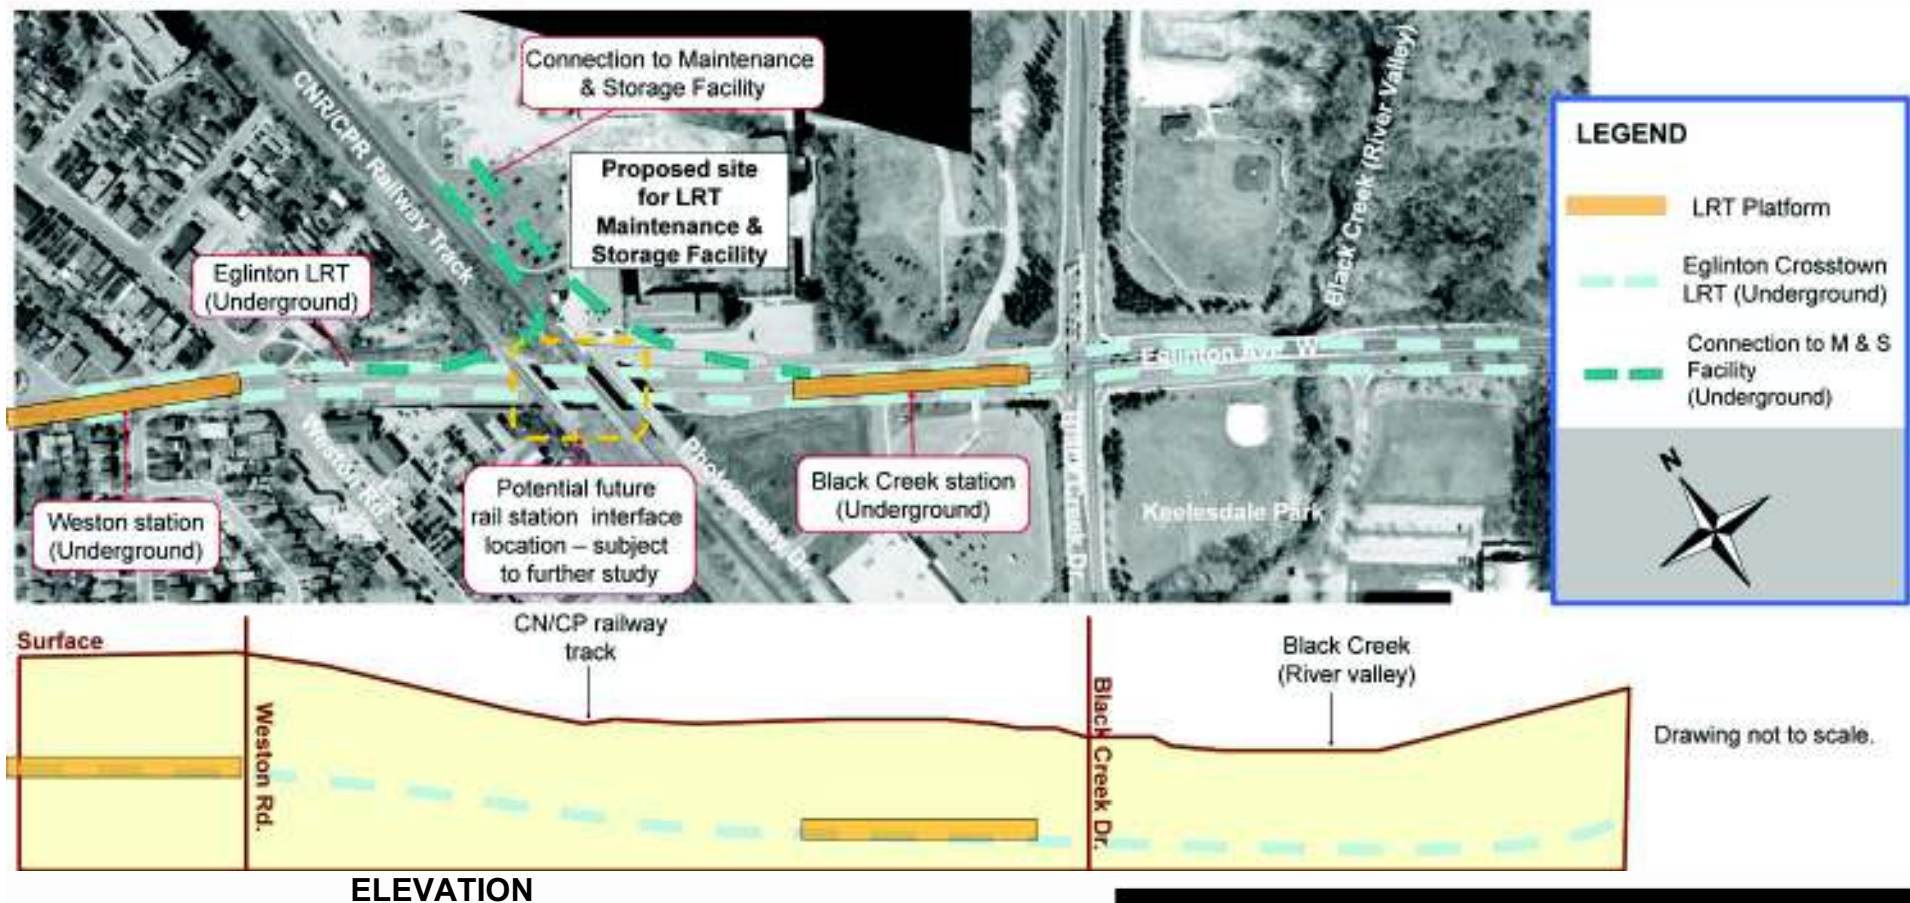 Connection to Maintenance
& Storage Facility
CNR/CPR Railway Track
Proposed site
for LRT
Maintenance &
Storage Facility
Black Creek (River Valley)
Eglinton LRT
(Underground)
Eglinton Ave. W
Weston Rd.
Photography Dr.
Black Creek Dr.
Keelesdale Park
Weston station
(Underground)
Potential future
rail station interface
location – subject
to further study
Black Creek station
(Underground)
LEGEND
LRT Platform
Eglinton Crosstown
LRT (Underground)
Connection to M & S
Facility
(Underground)
N
Surface
CN/CP railway
track
Black Creek
(River valley)
Weston Rd.
Black Creek Dr.
Drawing not to scale.
ELEVATION